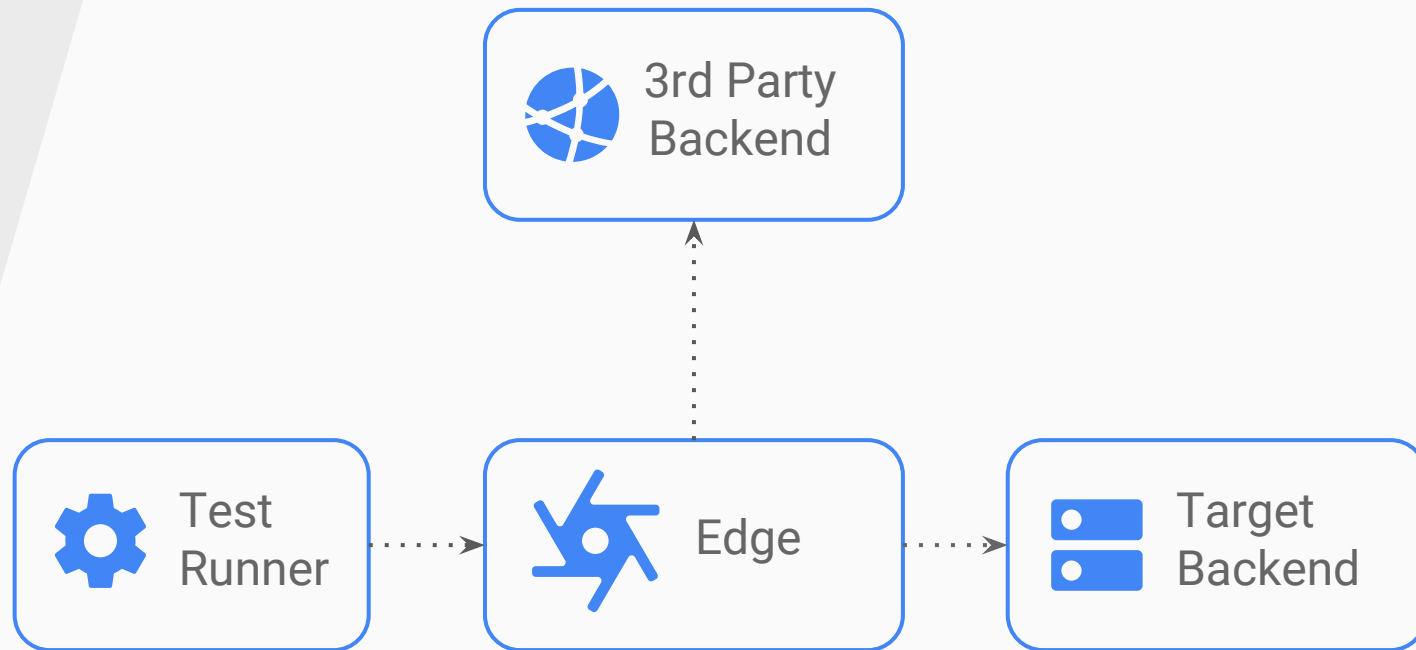 3rd Party
Backend
Test
Runner
Edge
Target
Backend